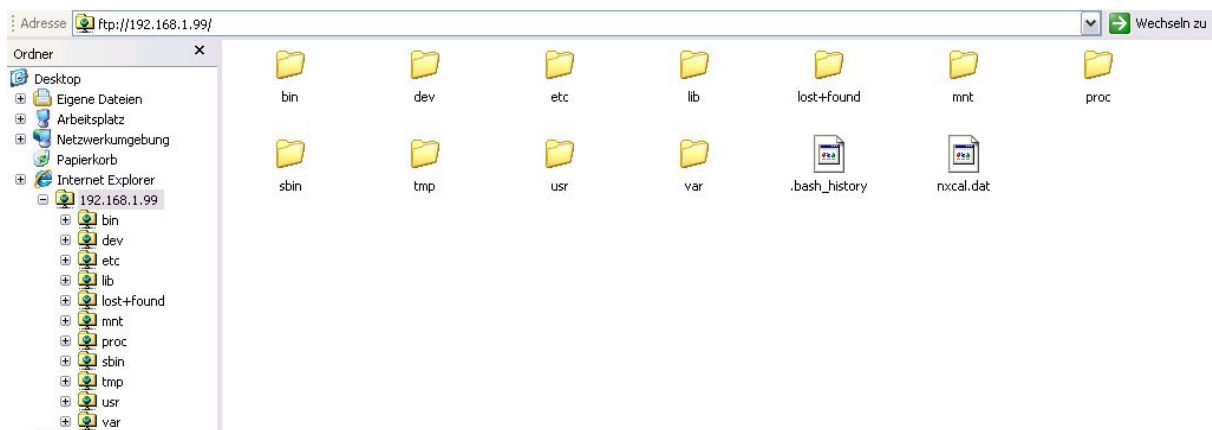 Adresse ftp://192.168.1.99/ Wechseln zu
Ordner x
Desktop
Eigene Dateien
Arbeitsplatz
Netzwerkumgebung
Papierkorb
Internet Explorer
192.168.1.99
bin
dev
etc
lib
lost+found
mnt
proc
sbin
tmp
usr
var
bin dev etc lib lost+found mnt proc
sbin tmp usr var .bash_history nxcal.dat